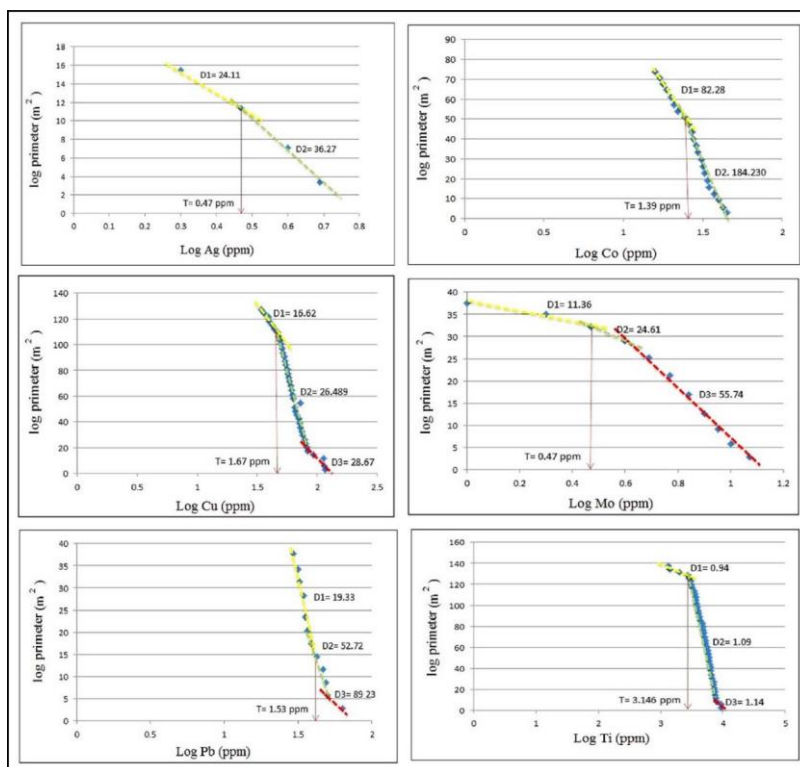 log primeter (m 2 )
18
16
14
12
10
8
6
4
2
0
D1= 24.11
D2= 36.27
T= 0.47 ppm
0 0.1 0.2 0.3 0.4 0.5 0.6 0.7 0.8
Log Ag (ppm)
log primeter (m 2 )
90
80
70
60
50
40
30
20
10
0
D1= 82.28
D2. 184.230
T= 1.39 ppm
0 0.5 1 1.5 2
Log Co (ppm)
log primeter (m 2 )
140
120
100
80
60
40
20
0
D1= 16.62
D2= 26.489
D3= 28.67
T= 1.67 ppm
0 0.5 1 1.5 2 2.5
Log Cu (ppm)
log primeter (m 2 )
40
35
30
25
20
15
10
5
0
D1= 11.36
D2= 24.61
D3= 55.74
T= 0.47 ppm
0 0.2 0.4 0.6 0.8 1 1.2
Log Mo (ppm)
log primeter (m 2 )
40
35
30
25
20
15
10
5
0
D1= 19.33
D2= 52.72
D3= 89 23
T= 1.53 ppm
0 0.5 1 1.5 2
Log Pb (ppm)
log primeter (m 2 )
160
140
120
100
80
60
40
20
0
D1= 0.94
D2= 1.09
D3= 1.14
T= 3.146 ppm
0 1 2 3 4 5
Log Ti (ppm)